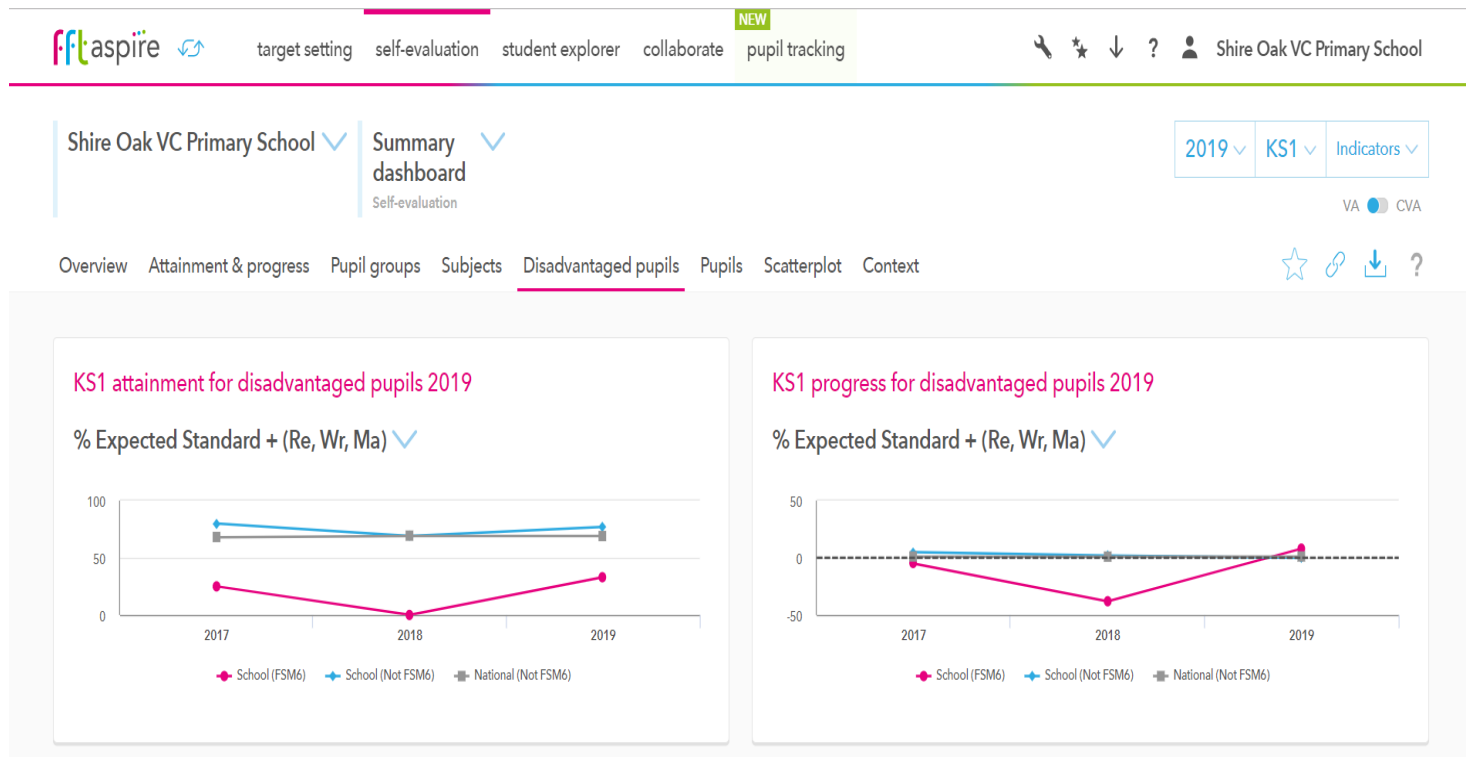 NEW
fft aspire target setting self-evaluation student explorer collaborate pupil tracking ? Shire Oak VC Primary School
Shire Oak VC Primary School Summary 2019 KS1 Indicators
dashboard
Self-evaluation VA CVA
Overview Attainment & progress Pupil groups Subjects Disadvantaged pupils Pupils Scatterplot Context ?
KS1 attainment for disadvantaged pupils 2019
% Expected Standard + (Re, Wr, Ma)
100
50
0
2017 2018 2019
School (FSM6) School (Not FSM6) National (Not FSM6)
KS1 progress for disadvantaged pupils 2019
% Expected Standard + (Re, Wr, Ma)
50
0
-50
2017 2018 2019
School (FSM6) School (Not FSM6) National (Not FSM6)